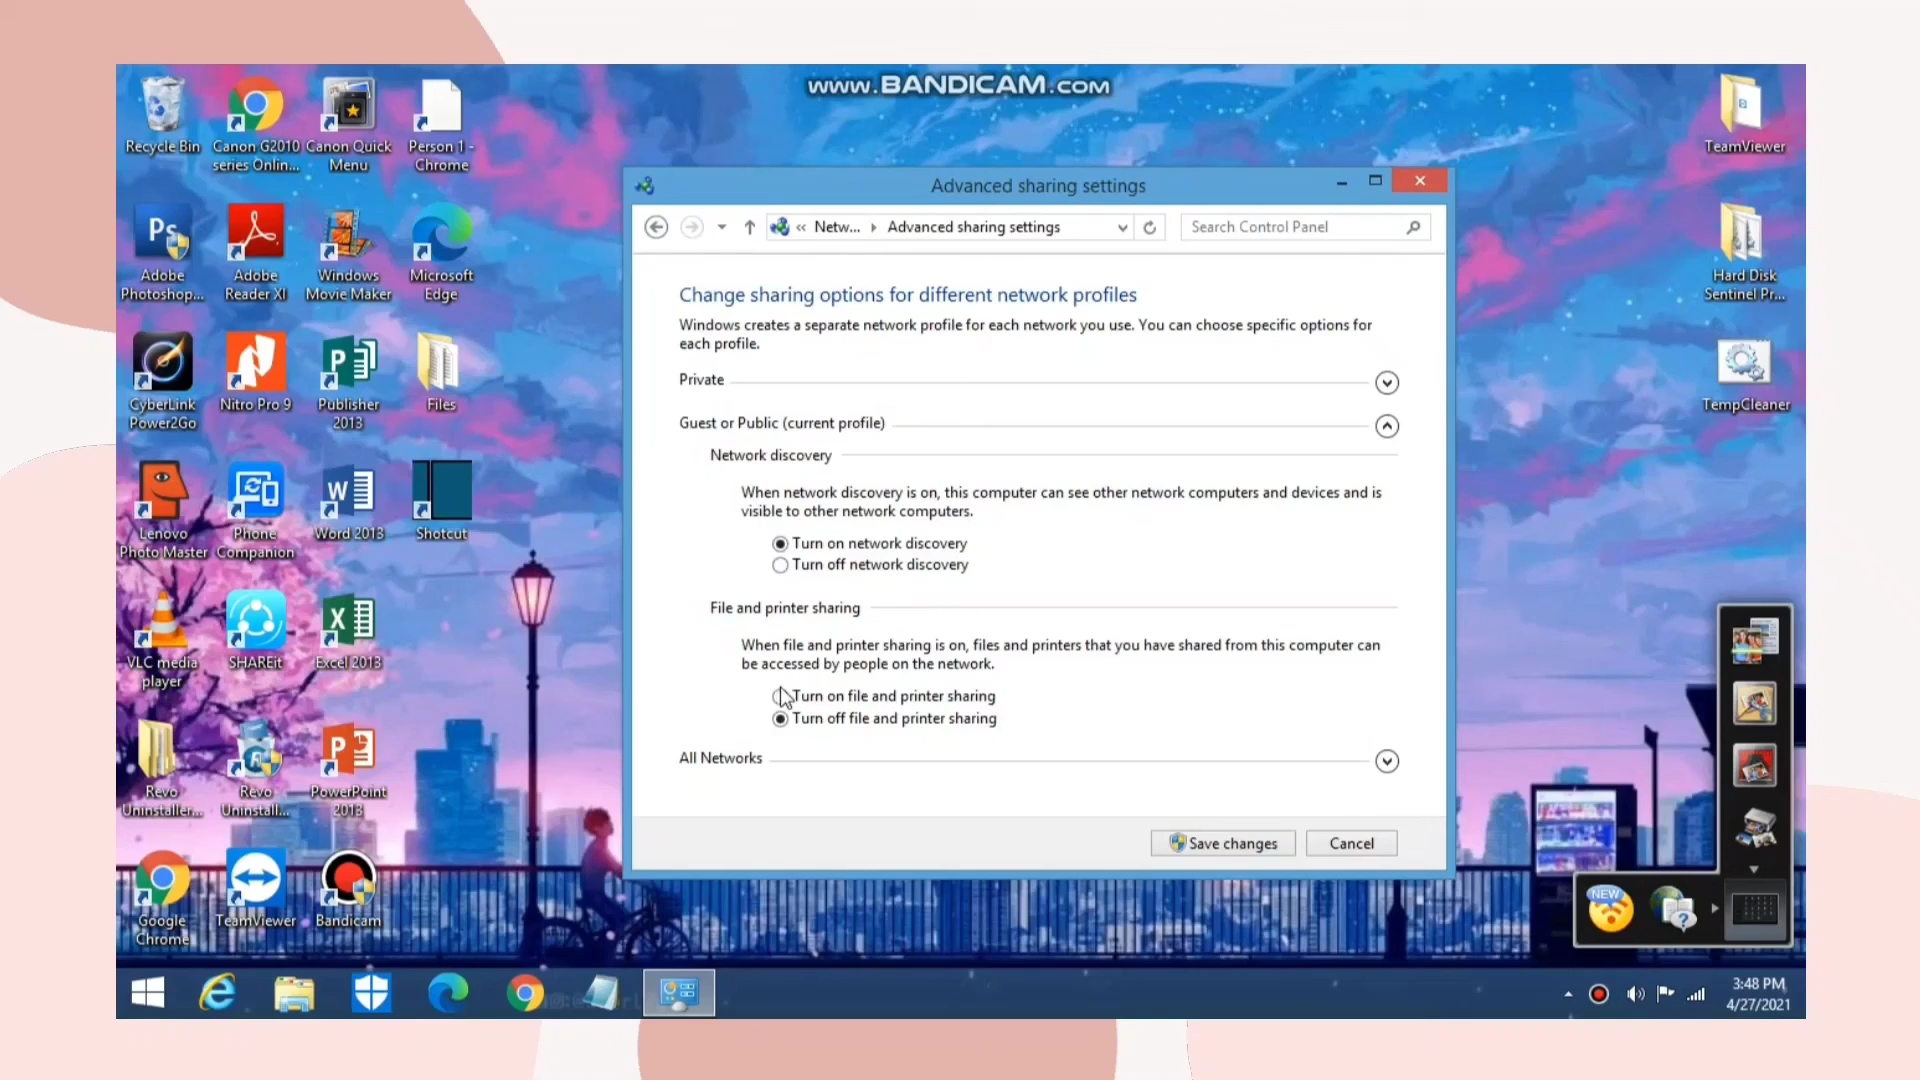 www.BANDICAM.com
Recycle Bin
Canon G2010
series Onlin...
Canon Quick
Menu
Person 1 -
Chrome
TeamViewer
Adobe
Photoshop...
Adobe
Reader XI
Windows
Movie Maker
Microsoft
Edge
Hard Disk
Sentinel Pr...
CyberLink
Power2Go
Nitro Pro 9
Publisher
2013
Files
TempCleaner
Lenovo
Photo Master
Phone
Companion
Word 2013
Shotcut
VLC media
player
SHAREit
Excel 2013
Revo
Uninstaller...
Revo
Uninstall...
PowerPoint
2013
Google
Chrome
TeamViewer
Bandicam
Advanced sharing settings
« Netw... Advanced sharing settings
Search Control Panel
Change sharing options for different network profiles
Windows creates a separate network profile for each network you use. You can choose specific options for
each profile.
Private
Guest or Public (current profile)
Network discovery
When network discovery is on, this computer can see other network computers and devices and is
visible to other network computers.
Turn on network discovery
Turn off network discovery
File and printer sharing
When file and printer sharing is on, files and printers that you have shared from this computer can
be accessed by people on the network.
Turn on file and printer sharing
Turn off file and printer sharing
All Networks
Save changes
Cancel
NEW
3:48 PM
4/27/2021